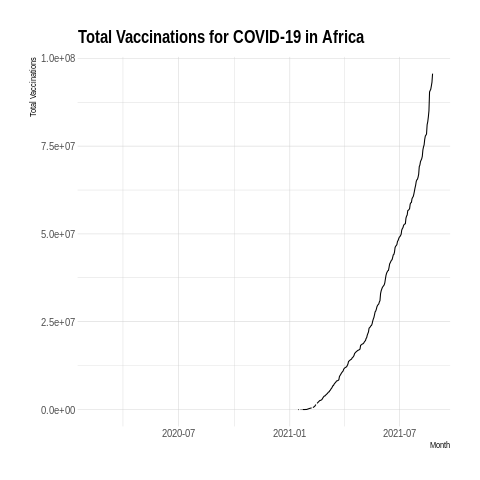 Total Vaccinations for COVID-19 in Africa
Total Vaccinations
1.0e+08
7.5e+07
5.0e+07
2.5e+07
0.0e+00
2020-07
2021-01
2021-07
Month